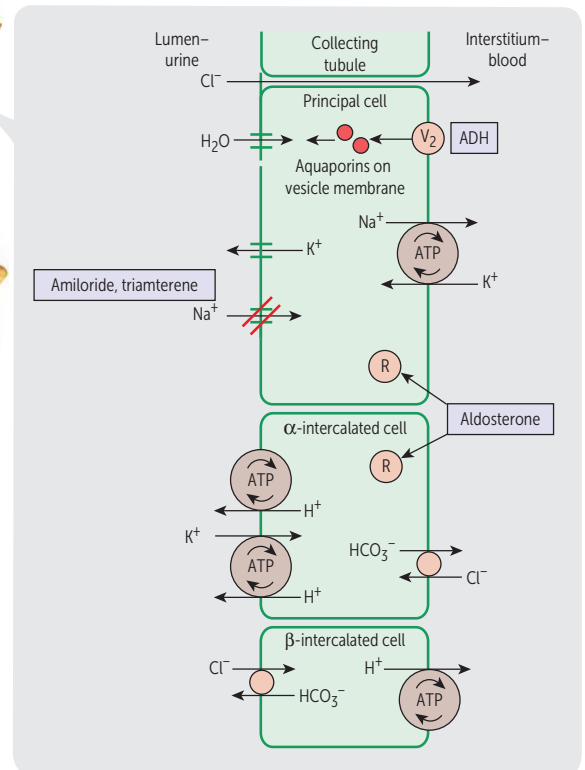 Lumen–
urine
Collecting
tubule
Interstitium–
blood
Cl⁻
Principal cell
H₂O
V₂
ADH
Aquaporins on
vesicle membrane
Na⁺
K⁺
ATP
Amiloride, triamterene
K⁺
Na⁺
R
Aldosterone
α-intercalated cell
ATP
R
H⁺
K⁺
HCO₃⁻
ATP
Cl⁻
H⁺
β-intercalated cell
Cl⁻
H⁺
HCO₃⁻
ATP